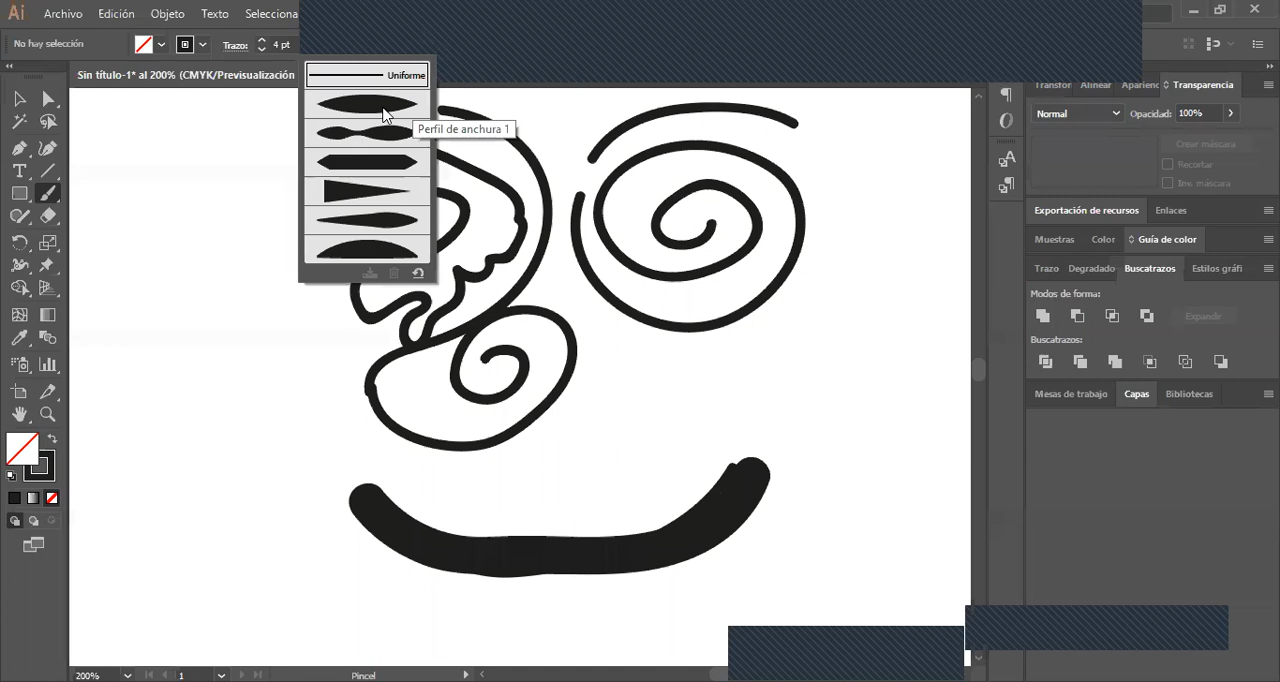 Ai Archivo Edición Objeto Texto Selecciona
No hay selección Trazo: 4 pt
Sin título-1* al 200% (CMYK/Previsualización
Uniforme
Perfil de anchura 1
Transfor Alinear Aparienc Transparencia
Normal Opacidad: 100%
Crear máscara
Recortar
Inv. máscara
Exportación de recursos Enlaces
Muestras Color Guía de color
Trazo Degradado Buscatrazos Estilos gráfi
Modos de forma:
Expandir
Buscatrazos:
Mesas de trabajo Capas Bibliotecas
200% 1 Pincel